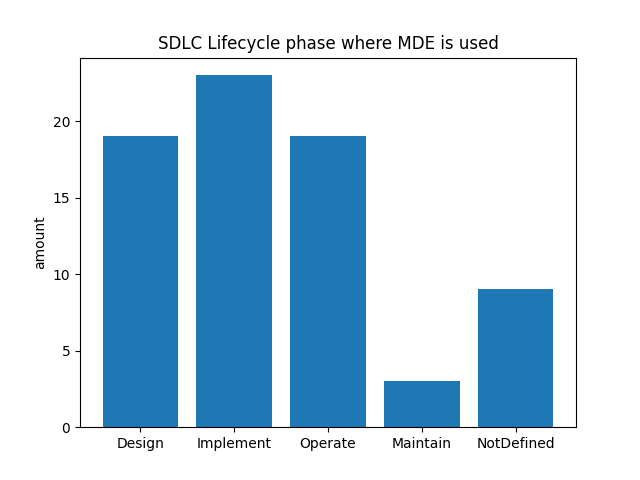 SDLC Lifecycle phase where MDE is used
amount
20
15
10
5
0
Design Implement Operate Maintain NotDefined